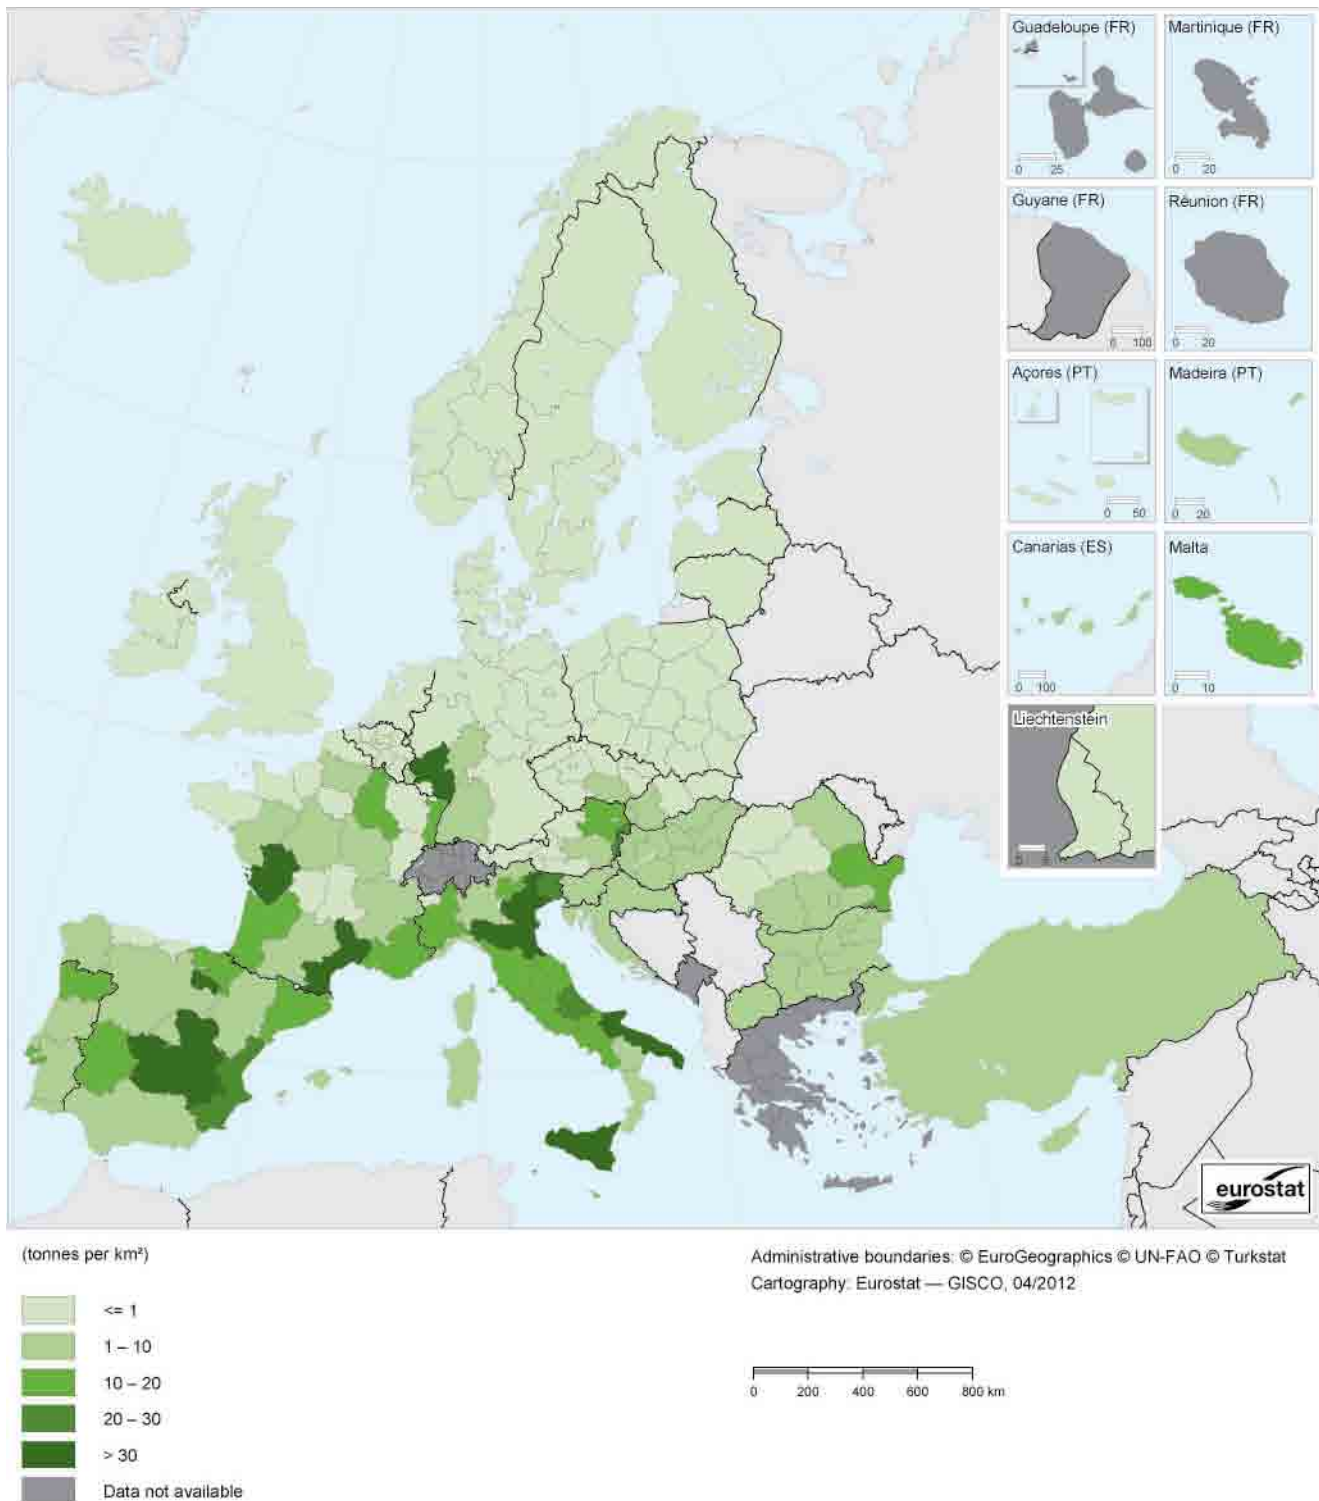 Guadeloupe (FR)
0 25
Martinique (FR)
0 20
Guyane (FR)
0 100
Réunion (FR)
0 20
Açores (PT)
0 50
Madeira (PT)
0 20
Canarias (ES)
0 100
Malta
0 10
Liechtenstein
eurostat
(tonnes per km²)
<= 1
1 – 10
10 – 20
20 – 30
> 30
Data not available
Administrative boundaries: © EuroGeographics © UN-FAO © Turkstat
Cartography: Eurostat — GISCO, 04/2012
0 200 400 600 800 km